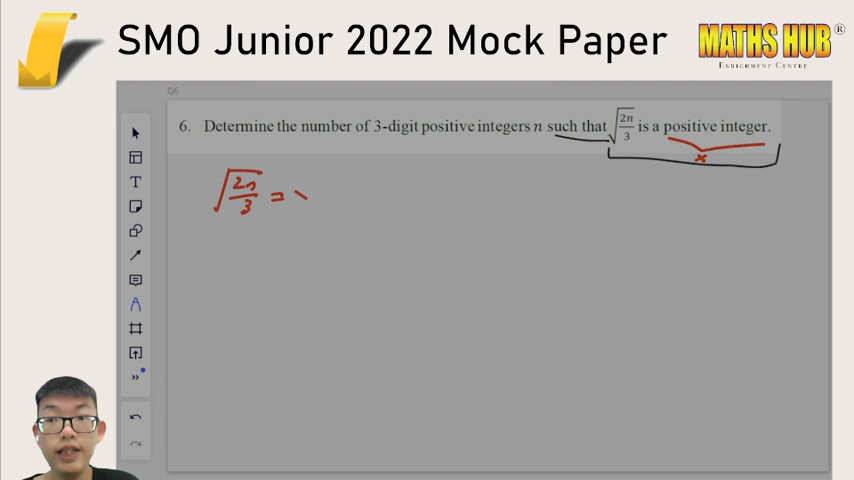 SMO Junior 2022 Mock Paper
MATHS HUB®
ENRICHMENT CENTRE
Q6
6. Determine the number of 3-digit positive integers n such that √(2n/3) is a positive integer.
x
√(2n/3) =
T